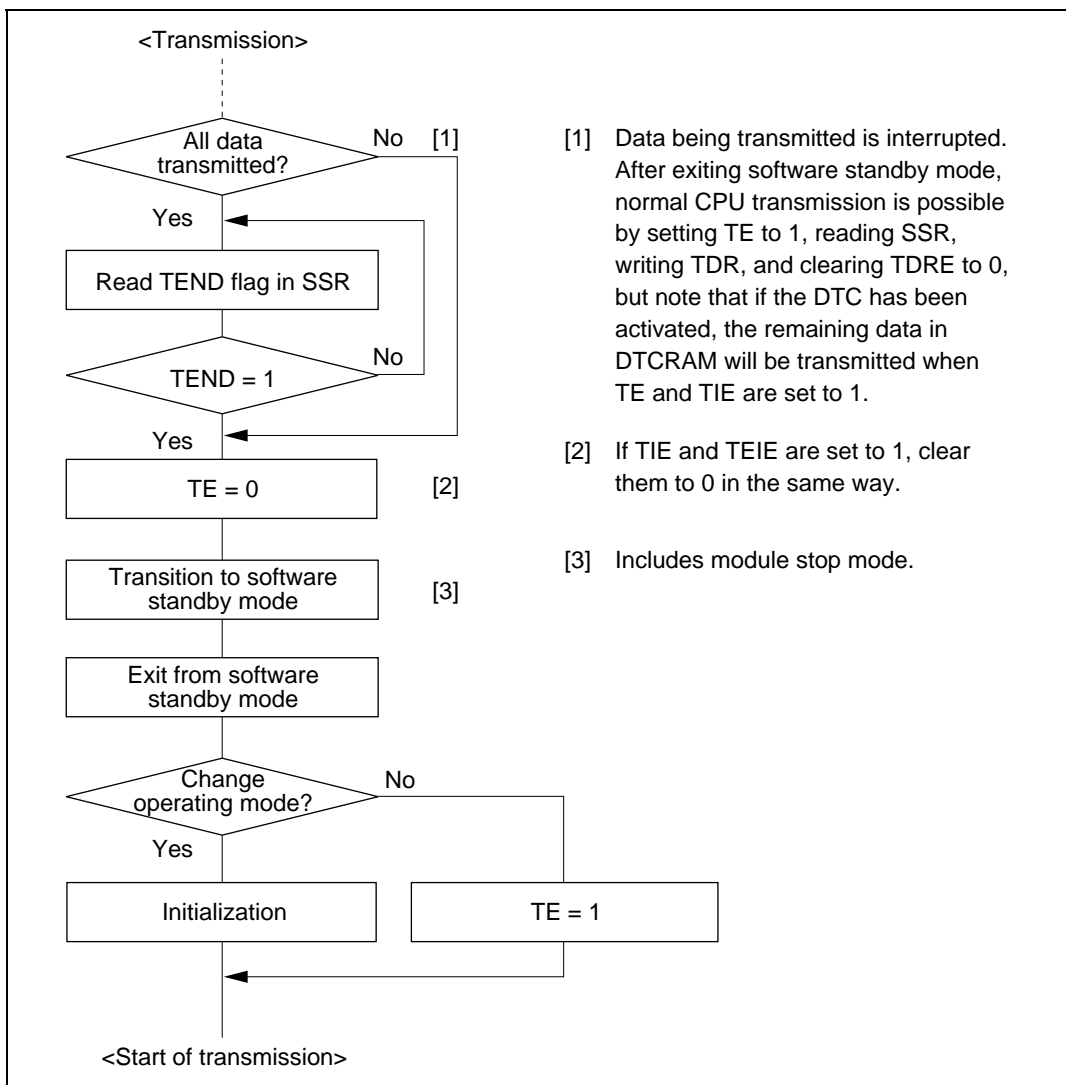 <Transmission>
All data
transmitted?
No [1]
Yes
Read TEND flag in SSR
No
TEND = 1
Yes
TE = 0
[2]
Transition to software
standby mode
[3]
Exit from software
standby mode
Change
operating mode?
No
Yes
Initialization
TE = 1
<Start of transmission>
[1] Data being transmitted is interrupted.
After exiting software standby mode,
normal CPU transmission is possible
by setting TE to 1, reading SSR,
writing TDR, and clearing TDRE to 0,
but note that if the DTC has been
activated, the remaining data in
DTCRAM will be transmitted when
TE and TIE are set to 1.
[2] If TIE and TEIE are set to 1, clear
them to 0 in the same way.
[3] Includes module stop mode.